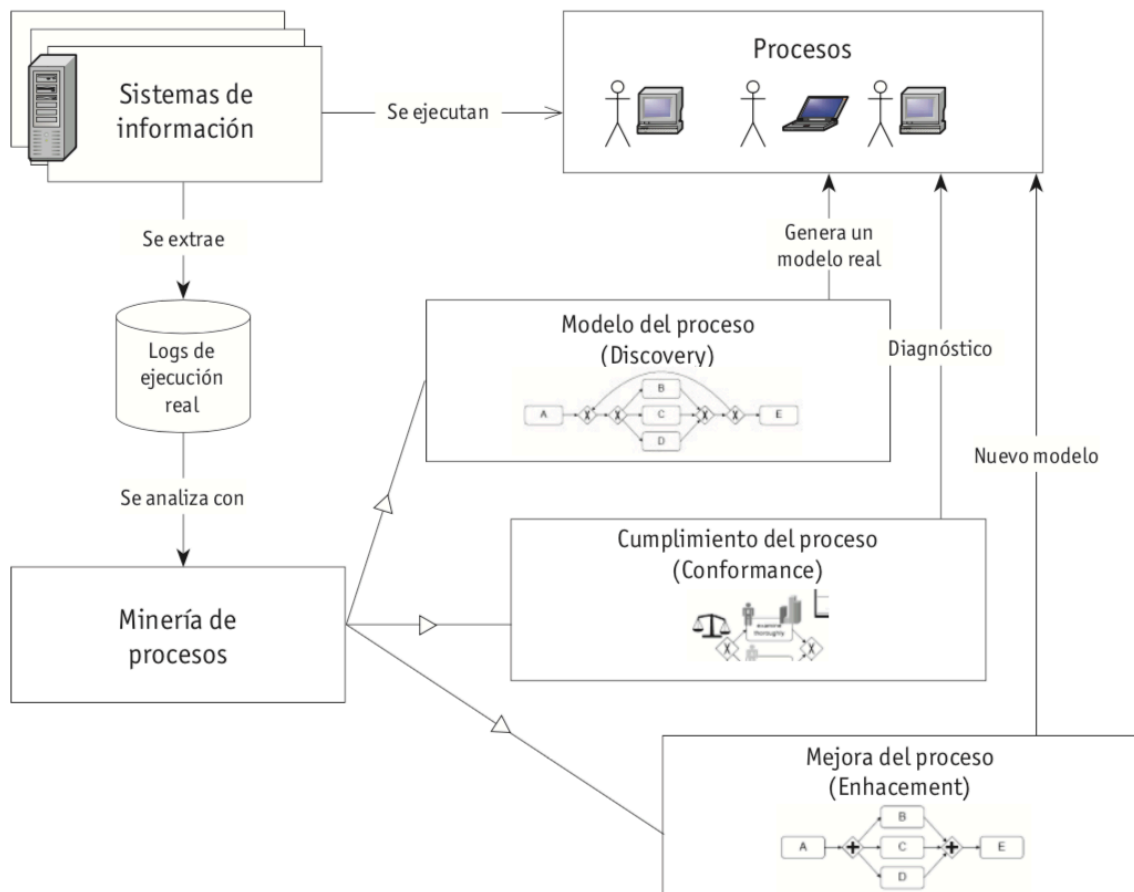 Sistemas de
información
Se ejecutan
Procesos
Se extrae
Genera un
modelo real
Logs de
ejecución
real
Modelo del proceso
(Discovery)
A
X
X
B
C
D
X
X
E
Diagnóstico
Nuevo modelo
Se analiza con
Cumplimiento del proceso
(Conformance)
thoroughly
X
X
Minería de
procesos
Mejora del proceso
(Enhacement)
A
+
B
C
D
+
E